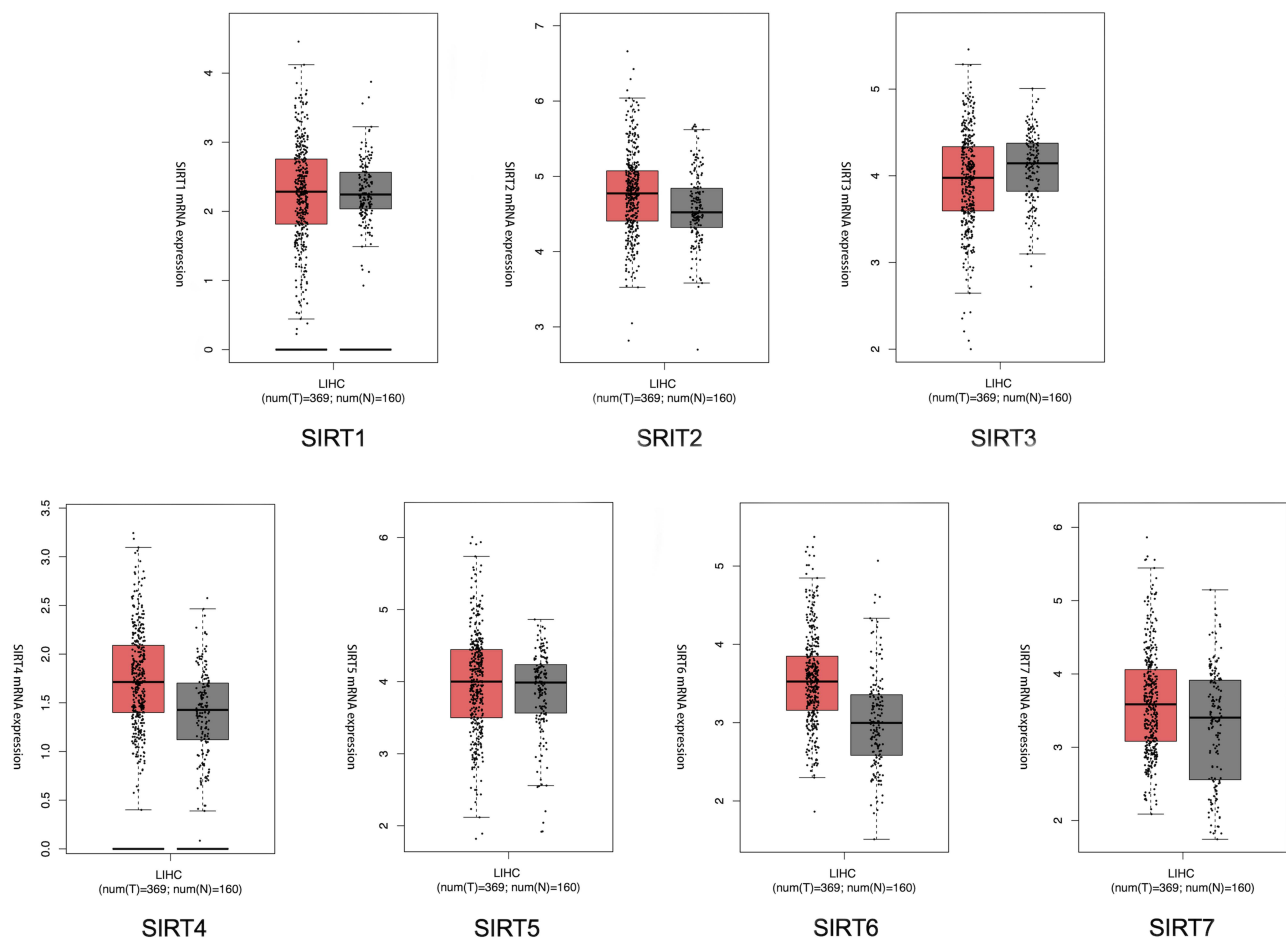 SIRT1 mRNA expression
4
3
2
1
0
LIHC
(num(T)=369; num(N)=160)
SIRT1
SIRT2 mRNA expression
7
6
5
4
3
LIHC
(num(T)=369; num(N)=160)
SRIT2
SIRT3 mRNA expression
5
4
3
2
LIHC
(num(T)=369; num(N)=160)
SIRT3
SIRT4 mRNA expression
3.5
3.0
2.5
2.0
1.5
1.0
0.5
0.0
LIHC
(num(T)=369; num(N)=160)
SIRT4
SIRT5 mRNA expression
6
5
4
3
2
LIHC
(num(T)=369; num(N)=160)
SIRT5
SIRT6 mRNA expression
5
4
3
2
LIHC
(num(T)=369; num(N)=160)
SIRT6
SIRT7 mRNA expression
6
5
4
3
2
LIHC
(num(T)=369; num(N)=160)
SIRT7